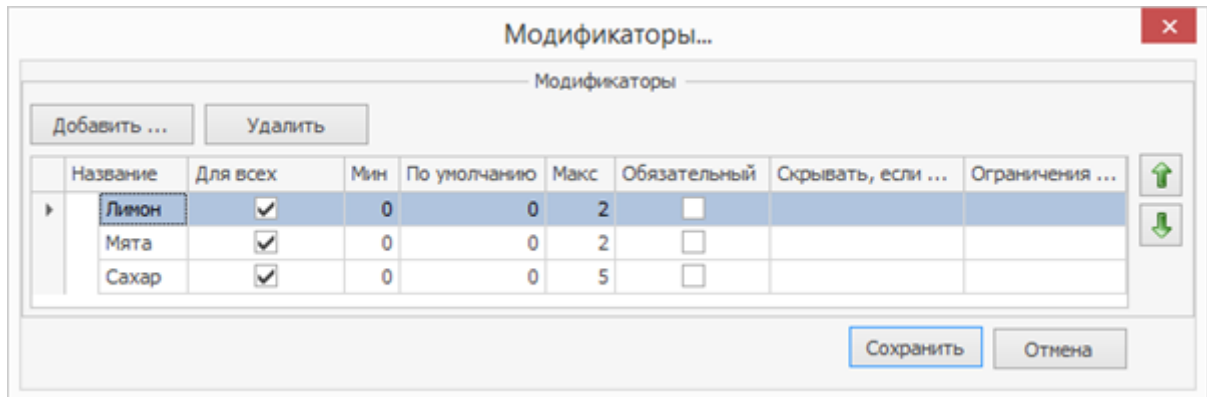 Модификаторы...
Модификаторы
Добавить ... Удалить
Название Для всех Мин По умолчанию Макс Обязательный Скрывать, если ... Ограничения ...
Лимон 0 0 2
Мята 0 0 2
Сахар 0 0 5
Сохранить Отмена